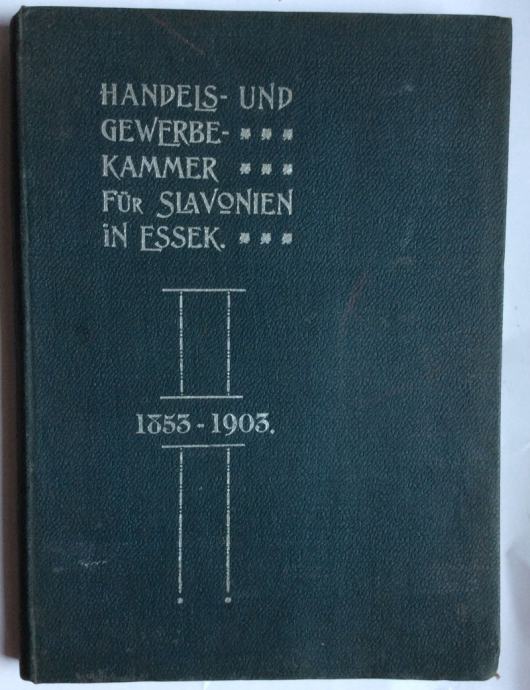 HANDELS- UND
GEWERBE-
KAMMER
FÜR SLAVONIEN
IN ESSEK.
1853-1903.